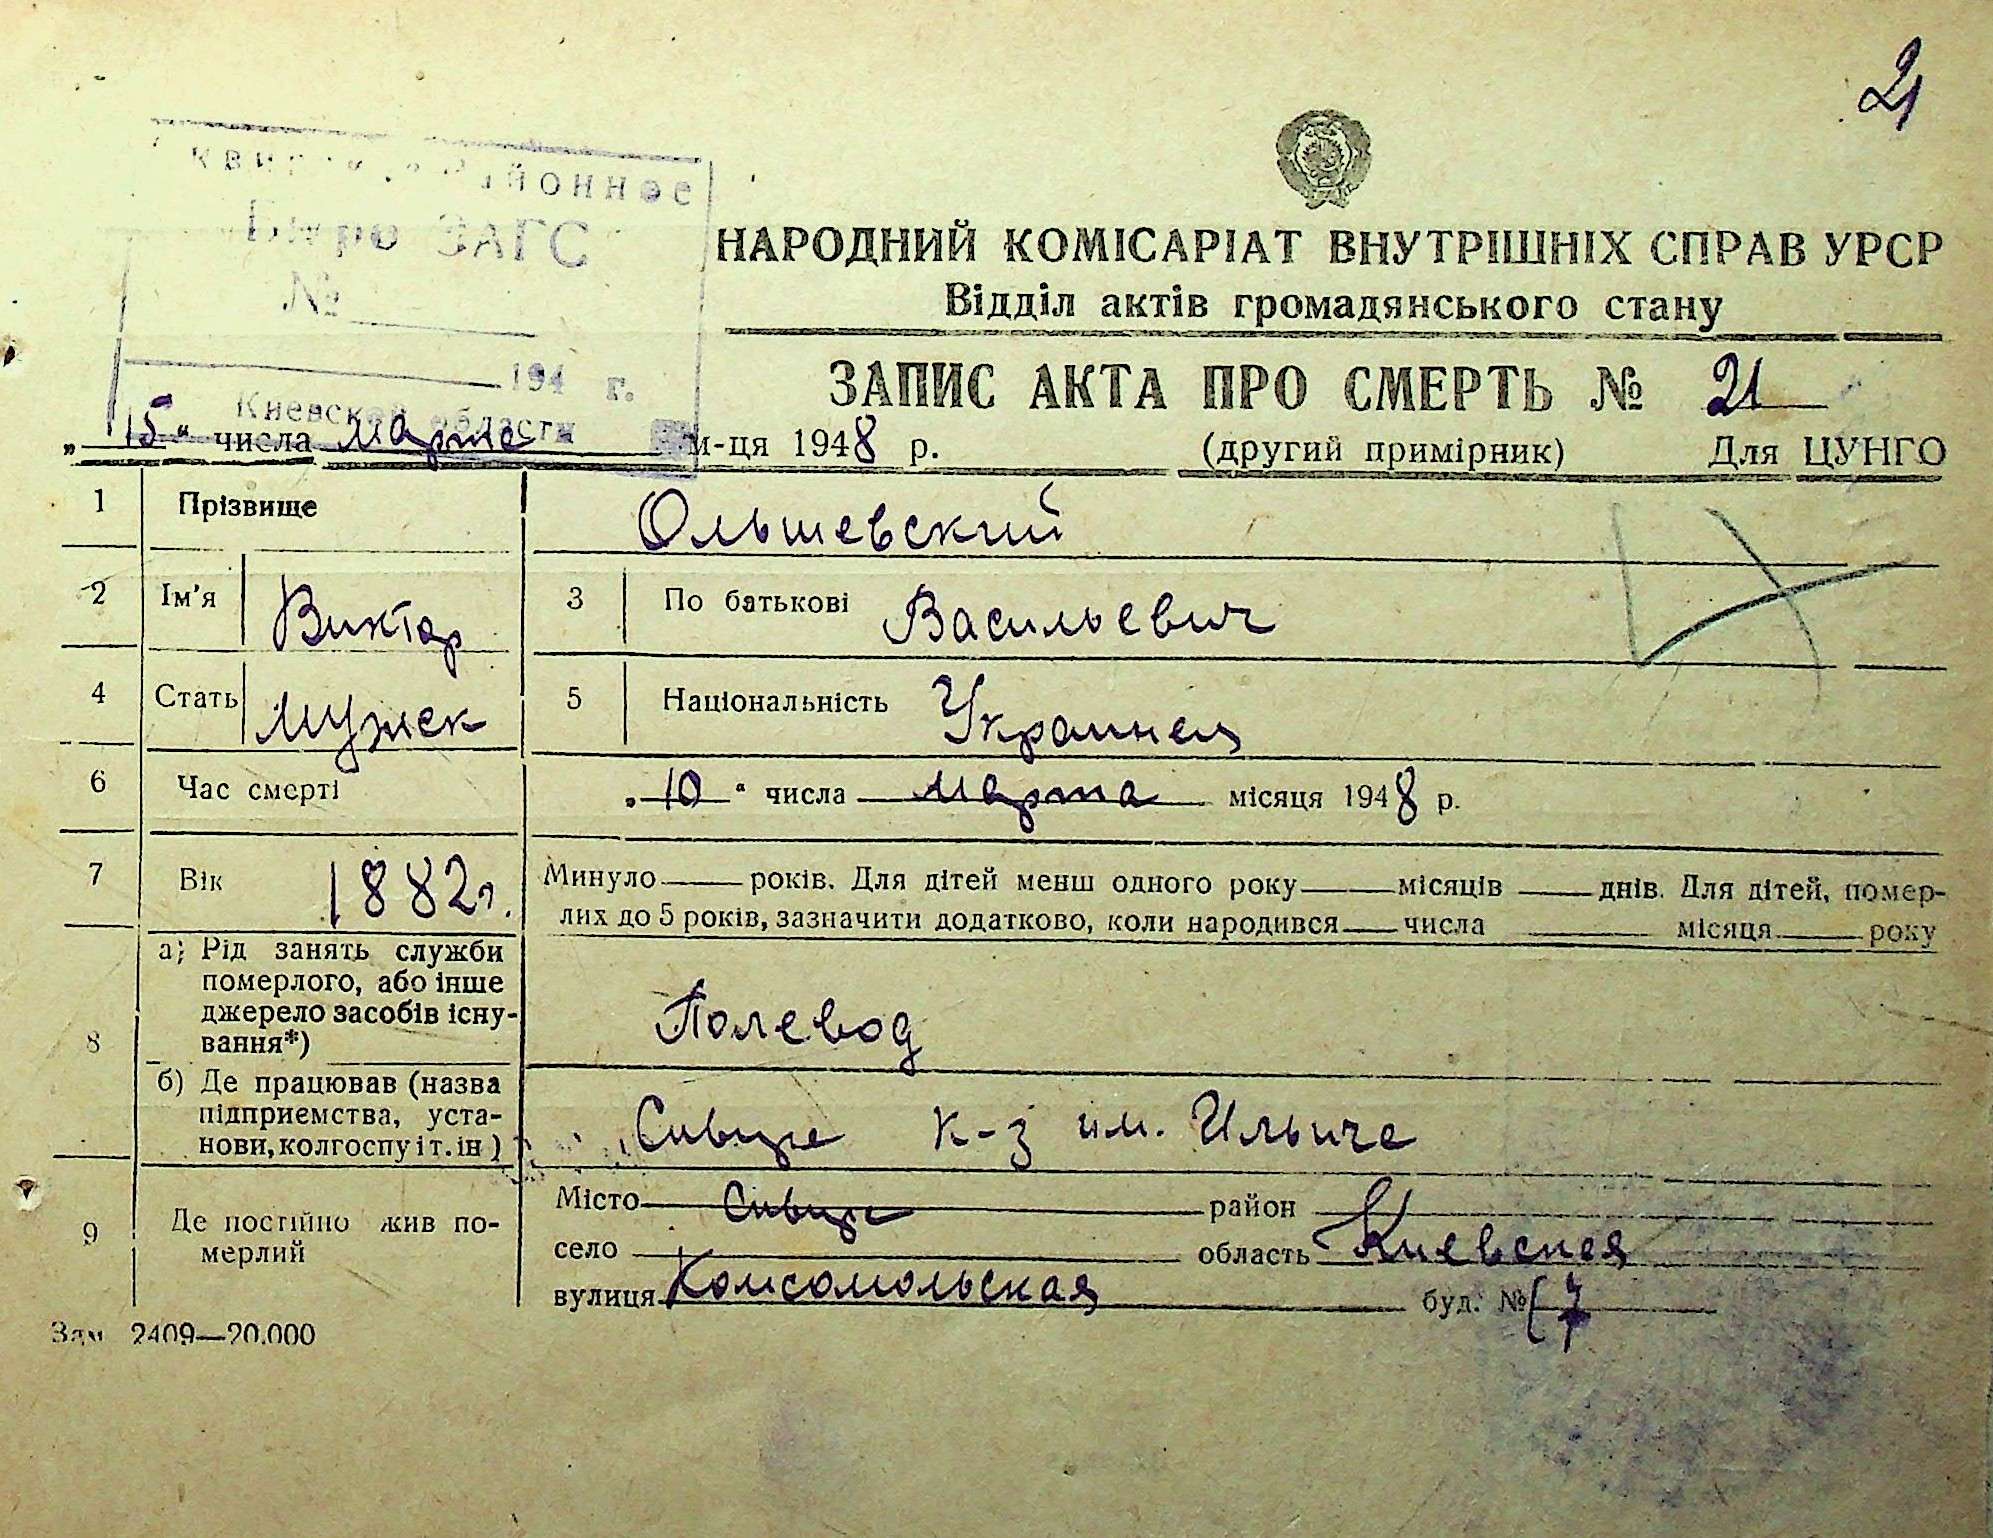 21
Районное
Бюро ЗАГС
№
194 г.
Киевской области
НАРОДНИЙ КОМІСАРІАТ ВНУТРІШНІХ СПРАВ УРСР
Відділ актів громадянського стану
ЗАПИС АКТА ПРО СМЕРТЬ № 21
„ 15 “ числа марта м-ця 1948 р. (другий примірник) Для ЦУНГО
1 Прізвище Ольшевский
2 Ім’я Виктор 3 По батькові Васильевич
4 Стать Мужск 5 Національність
6 Час смерті „ 10 “ числа марта місяця 1948 р.
7 Вік 1882г. Минуло року років. Для дітей менш одного року місяців днів. Для дітей, помер-
лих до 5 років, зазначити додатково, коли народився числа місяця року
8 а) Рід занять служби
померлого, або інше
джерело засобів існу-
вання*) Полевод
б) Де працював (назва
підприємства, уста-
нови, колгоспу і т. ін) к-з им. Ильича
9 Де постійно жив по-
мерлий
Місто район
село область Киевская
вулиця Комсомольская буд. № 7
Зам 2409—20.000